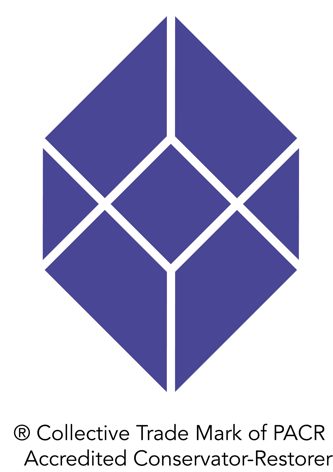 ® Collective Trade Mark of PACR
Accredited Conservator-Restorer